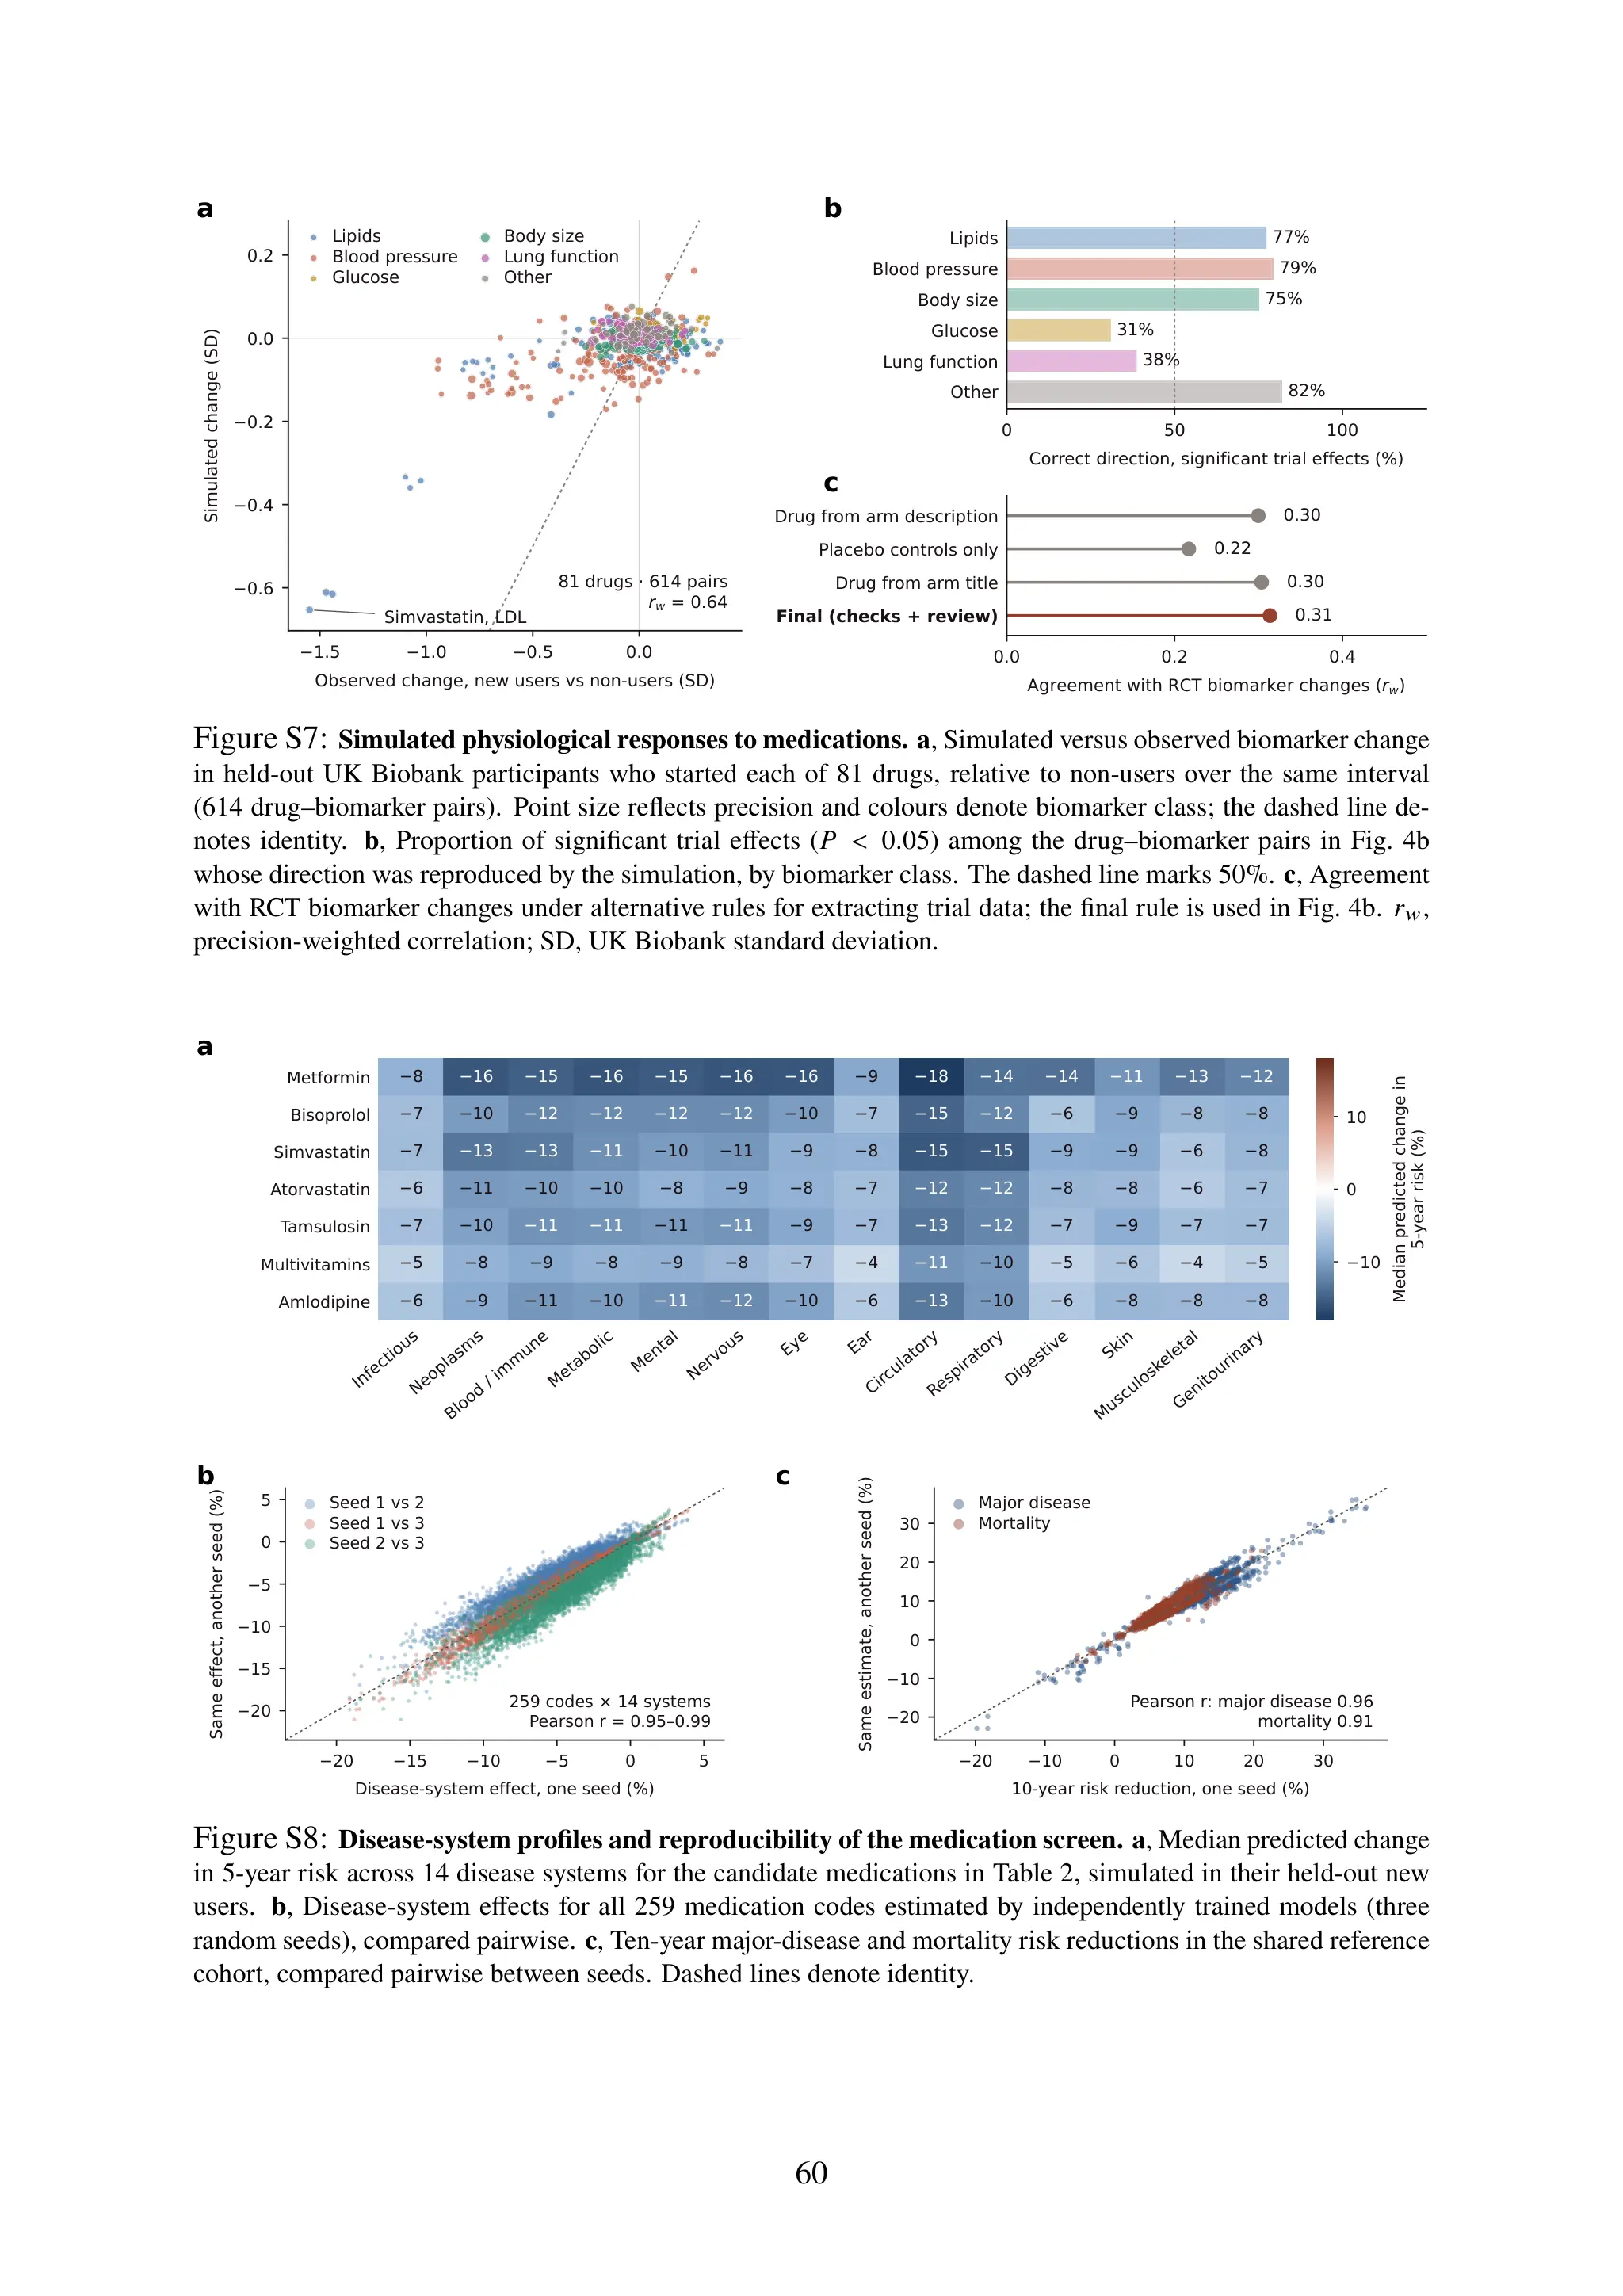 a
Lipids
Blood pressure
Glucose
Body size
Lung function
Other
0.2
0.0
−0.2
−0.4
−0.6
Simulated change (SD)
81 drugs · 614 pairs
r_w = 0.64
Simvastatin, LDL
−1.5 −1.0 −0.5 0.0
Observed change, new users vs non-users (SD)
b
Lipids 77%
Blood pressure 79%
Body size 75%
Glucose 31%
Lung function 38%
Other 82%
0 50 100
Correct direction, significant trial effects (%)
c
Drug from arm description 0.30
Placebo controls only 0.22
Drug from arm title 0.30
Final (checks + review) 0.31
0.0 0.2 0.4
Agreement with RCT biomarker changes (r_w)
Figure S7: Simulated physiological responses to medications. a, Simulated versus observed biomarker change
in held-out UK Biobank participants who started each of 81 drugs, relative to non-users over the same interval
(614 drug–biomarker pairs). Point size reflects precision and colours denote biomarker class; the dashed line de-
notes identity. b, Proportion of significant trial effects (P < 0.05) among the drug–biomarker pairs in Fig. 4b
whose direction was reproduced by the simulation, by biomarker class. The dashed line marks 50%. c, Agreement
with RCT biomarker changes under alternative rules for extracting trial data; the final rule is used in Fig. 4b. r_w,
precision-weighted correlation; SD, UK Biobank standard deviation.
a
Metformin −8 −16 −15 −16 −15 −16 −16 −9 −18 −14 −14 −11 −13 −12
Bisoprolol −7 −10 −12 −12 −12 −12 −10 −7 −15 −12 −6 −9 −8 −8
Simvastatin −7 −13 −13 −11 −10 −11 −9 −8 −15 −15 −9 −9 −6 −8
Atorvastatin −6 −11 −10 −10 −8 −9 −8 −7 −12 −12 −8 −8 −6 −7
Tamsulosin −7 −10 −11 −11 −11 −11 −9 −7 −13 −12 −7 −9 −7 −7
Multivitamins −5 −8 −9 −8 −9 −8 −7 −4 −11 −10 −5 −6 −4 −5
Amlodipine −6 −9 −11 −10 −11 −12 −10 −6 −13 −10 −6 −8 −8 −8
Infectious Neoplasms Blood / immune Metabolic Mental Nervous Eye Ear Circulatory Respiratory Digestive Skin Musculoskeletal Genitourinary
10
0
−10
Median predicted change in
5-year risk (%)
b
Seed 1 vs 2
Seed 1 vs 3
Seed 2 vs 3
5
0
−5
−10
−15
−20
Same effect, another seed (%)
259 codes × 14 systems
Pearson r = 0.95–0.99
−20 −15 −10 −5 0 5
Disease-system effect, one seed (%)
c
Major disease
Mortality
30
20
10
0
−10
−20
Same estimate, another seed (%)
Pearson r: major disease 0.96
mortality 0.91
−20 −10 0 10 20 30
10-year risk reduction, one seed (%)
Figure S8: Disease-system profiles and reproducibility of the medication screen. a, Median predicted change
in 5-year risk across 14 disease systems for the candidate medications in Table 2, simulated in their held-out new
users. b, Disease-system effects for all 259 medication codes estimated by independently trained models (three
random seeds), compared pairwise. c, Ten-year major-disease and mortality risk reductions in the shared reference
cohort, compared pairwise between seeds. Dashed lines denote identity.
60